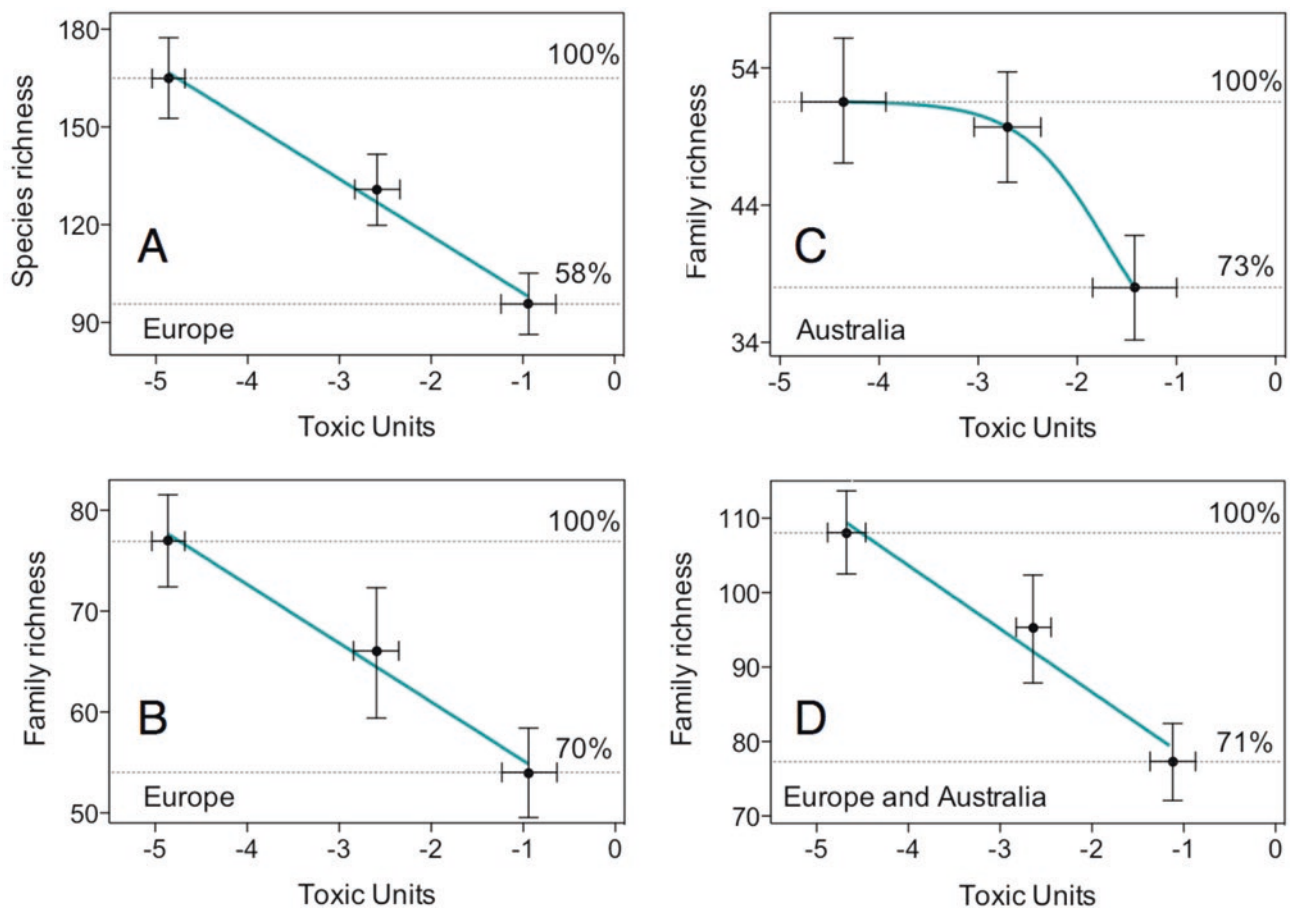 180
150
120
90
Species richness
100%
58%
A
Europe
-5 -4 -3 -2 -1 0
Toxic Units
54
44
34
Family richness
100%
73%
C
Australia
-5 -4 -3 -2 -1 0
Toxic Units
80
70
60
50
Family richness
100%
70%
B
Europe
-5 -4 -3 -2 -1 0
Toxic Units
110
100
90
80
70
Family richness
100%
71%
D
Europe and Australia
-5 -4 -3 -2 -1 0
Toxic Units